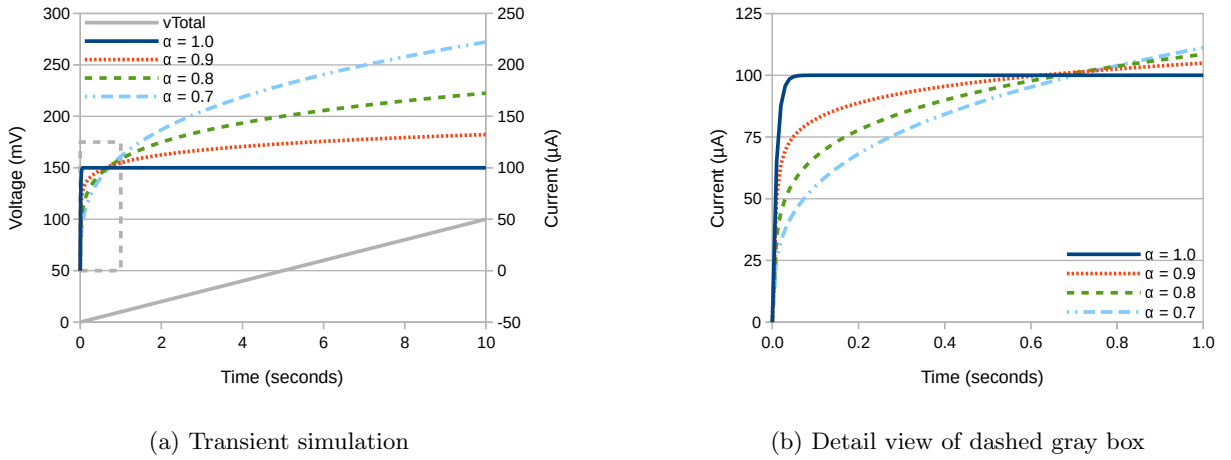 vTotal
α = 1.0
α = 0.9
α = 0.8
α = 0.7
300
250
200
150
100
50
0
Voltage (mV)
250
200
150
100
50
0
-50
Current (µA)
0
2
4
6
8
10
Time (seconds)
(a) Transient simulation
125
100
75
50
25
0
Current (µA)
α = 1.0
α = 0.9
α = 0.8
α = 0.7
0.0
0.2
0.4
0.6
0.8
1.0
Time (seconds)
(b) Detail view of dashed gray box